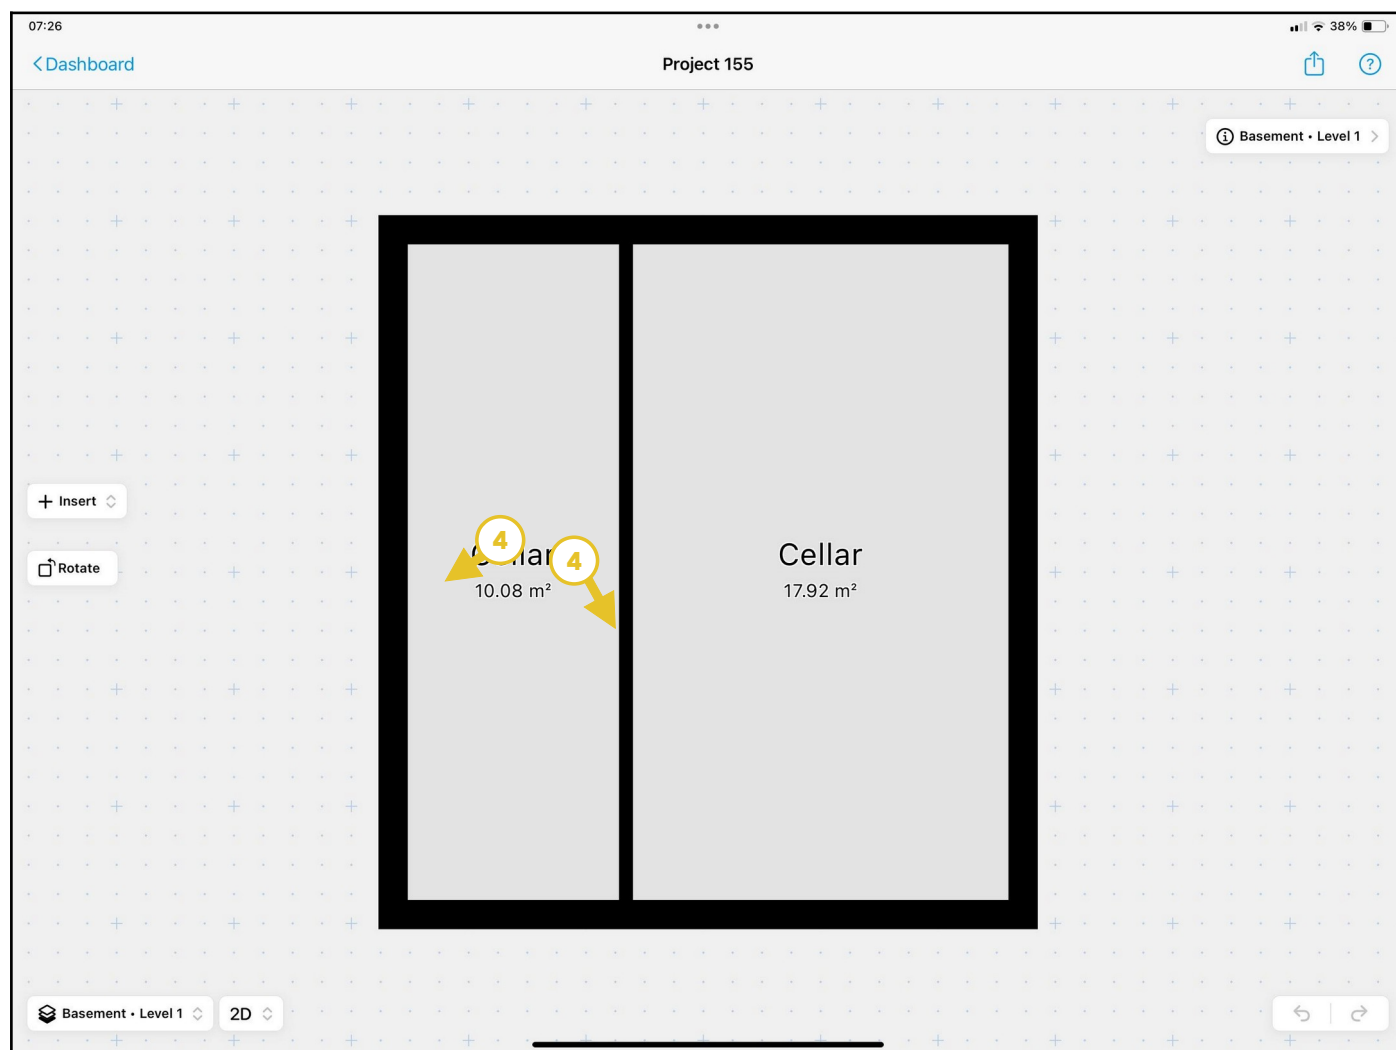 07:26
38%
Dashboard
Project 155
Basement • Level 1
Insert
Rotate
4
4
10.08 m²
Cellar
17.92 m²
Basement • Level 1
2D